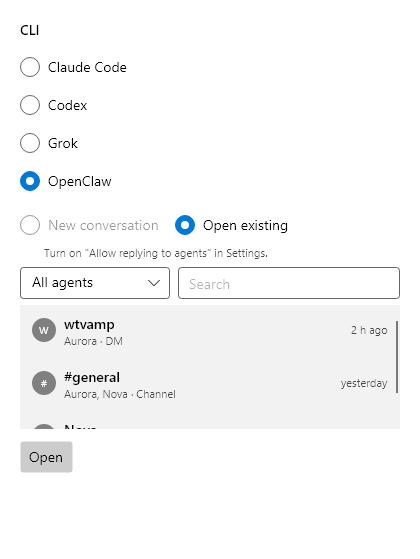 CLI
Claude Code
Codex
Grok
OpenClaw
New conversation
Open existing
Turn on "Allow replying to agents" in Settings.
All agents
Search
W
wtvamp
2 h ago
Aurora · DM
#
#general
yesterday
Aurora, Nova · Channel
Open